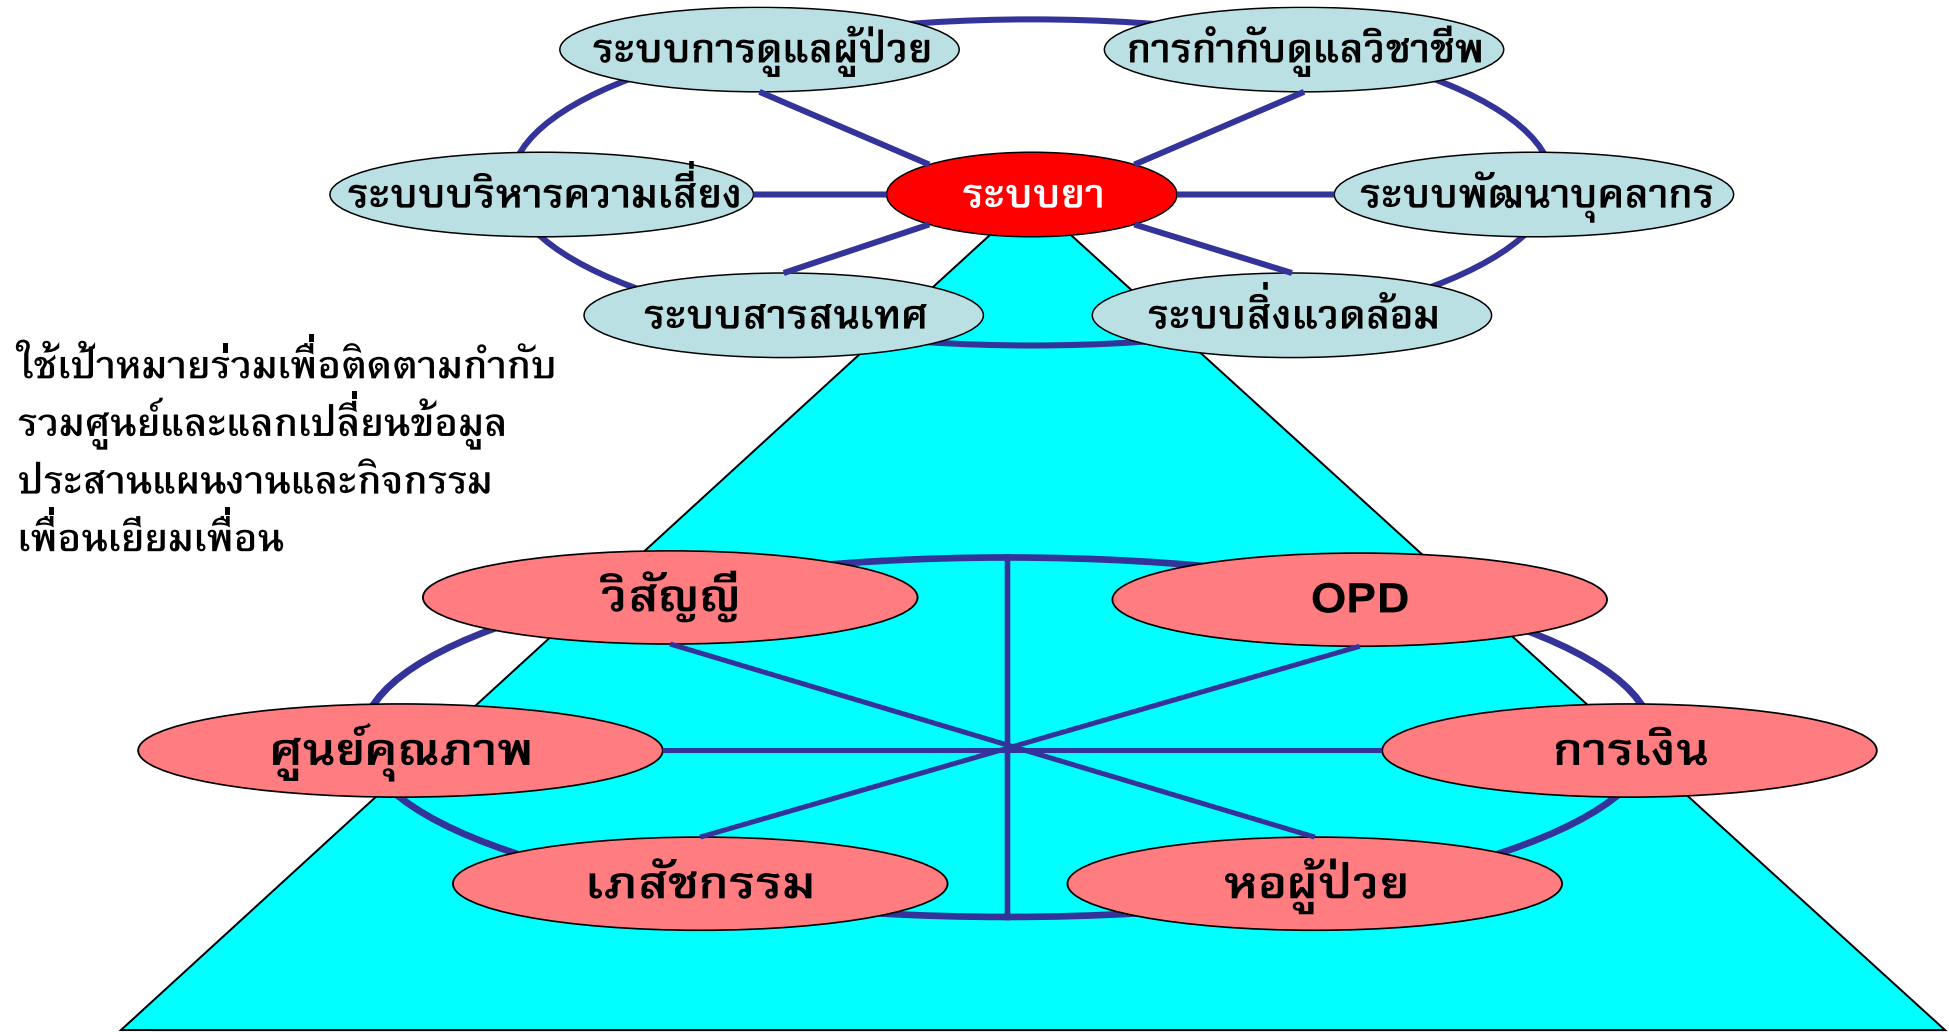 ระบบการดูแลผู้ป่วย
การกำกับดูแลวิชาชีพ
ระบบบริหารความเสี่ยง
ระบบยา
ระบบพัฒนาบุคลากร
ระบบสารสนเทศ
ระบบสิ่งแวดล้อม
ใช้เป้าหมายร่วมเพื่อติดตามกำกับ
รวมศูนย์และแลกเปลี่ยนข้อมูล
ประสานแผนงานและกิจกรรม
เพื่อนเยียมเพื่อน
วิสัญญี
OPD
ศูนย์คุณภาพ
การเงิน
เภสัชกรรม
หอผู้ป่วย